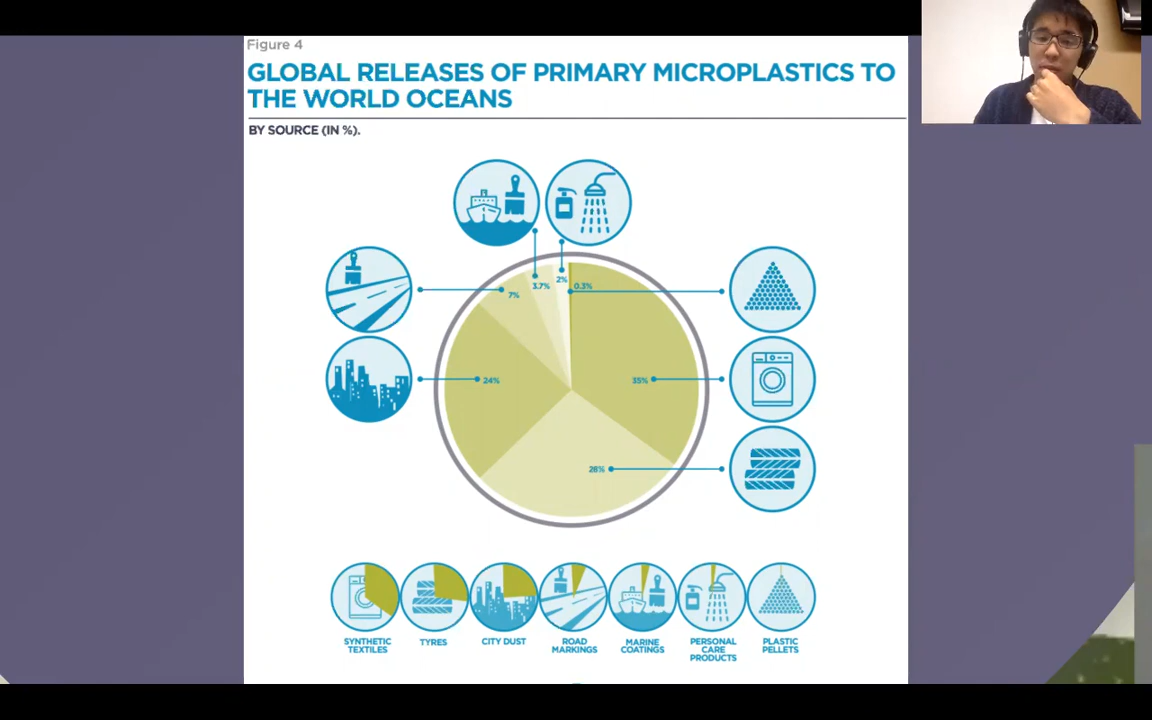 Figure 4
GLOBAL RELEASES OF PRIMARY MICROPLASTICS TO
THE WORLD OCEANS
BY SOURCE (IN %).
2%
3.7%
0.3%
7%
24%
35%
28%
SYNTHETIC
TEXTILES
TYRES
CITY DUST
ROAD
MARKINGS
MARINE
COATINGS
PERSONAL
CARE
PRODUCTS
PLASTIC
PELLETS